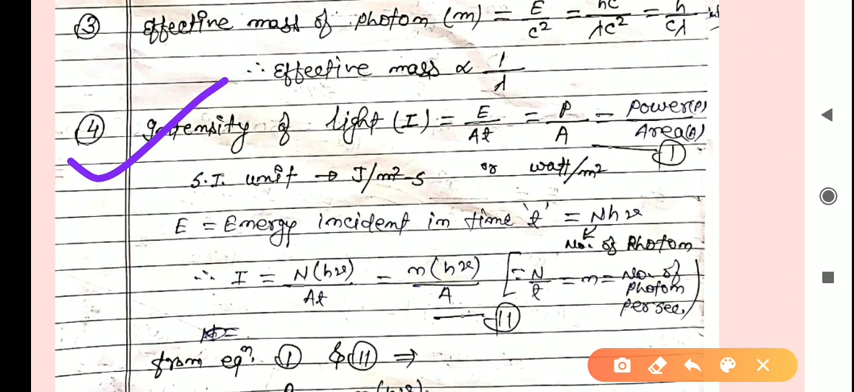 ③ Effective mass of photon (m) = E/c² = hc/λc² = h/cλ
∴ Effective mass ∝ 1/λ
④ Intensity of light (I) = E/At = P/A = Power(P)/Area(A) — ①
S.I. unit → J/m²-s or watt/m²
E = Energy incident in time 't' = Nhν
No. of Photon
∴ I = N(hν)/At = n(hν)/A [∵ N/t = n = No. of photon per sec.] — ⑪
from eqⁿ. ① & ⑪ ⇒